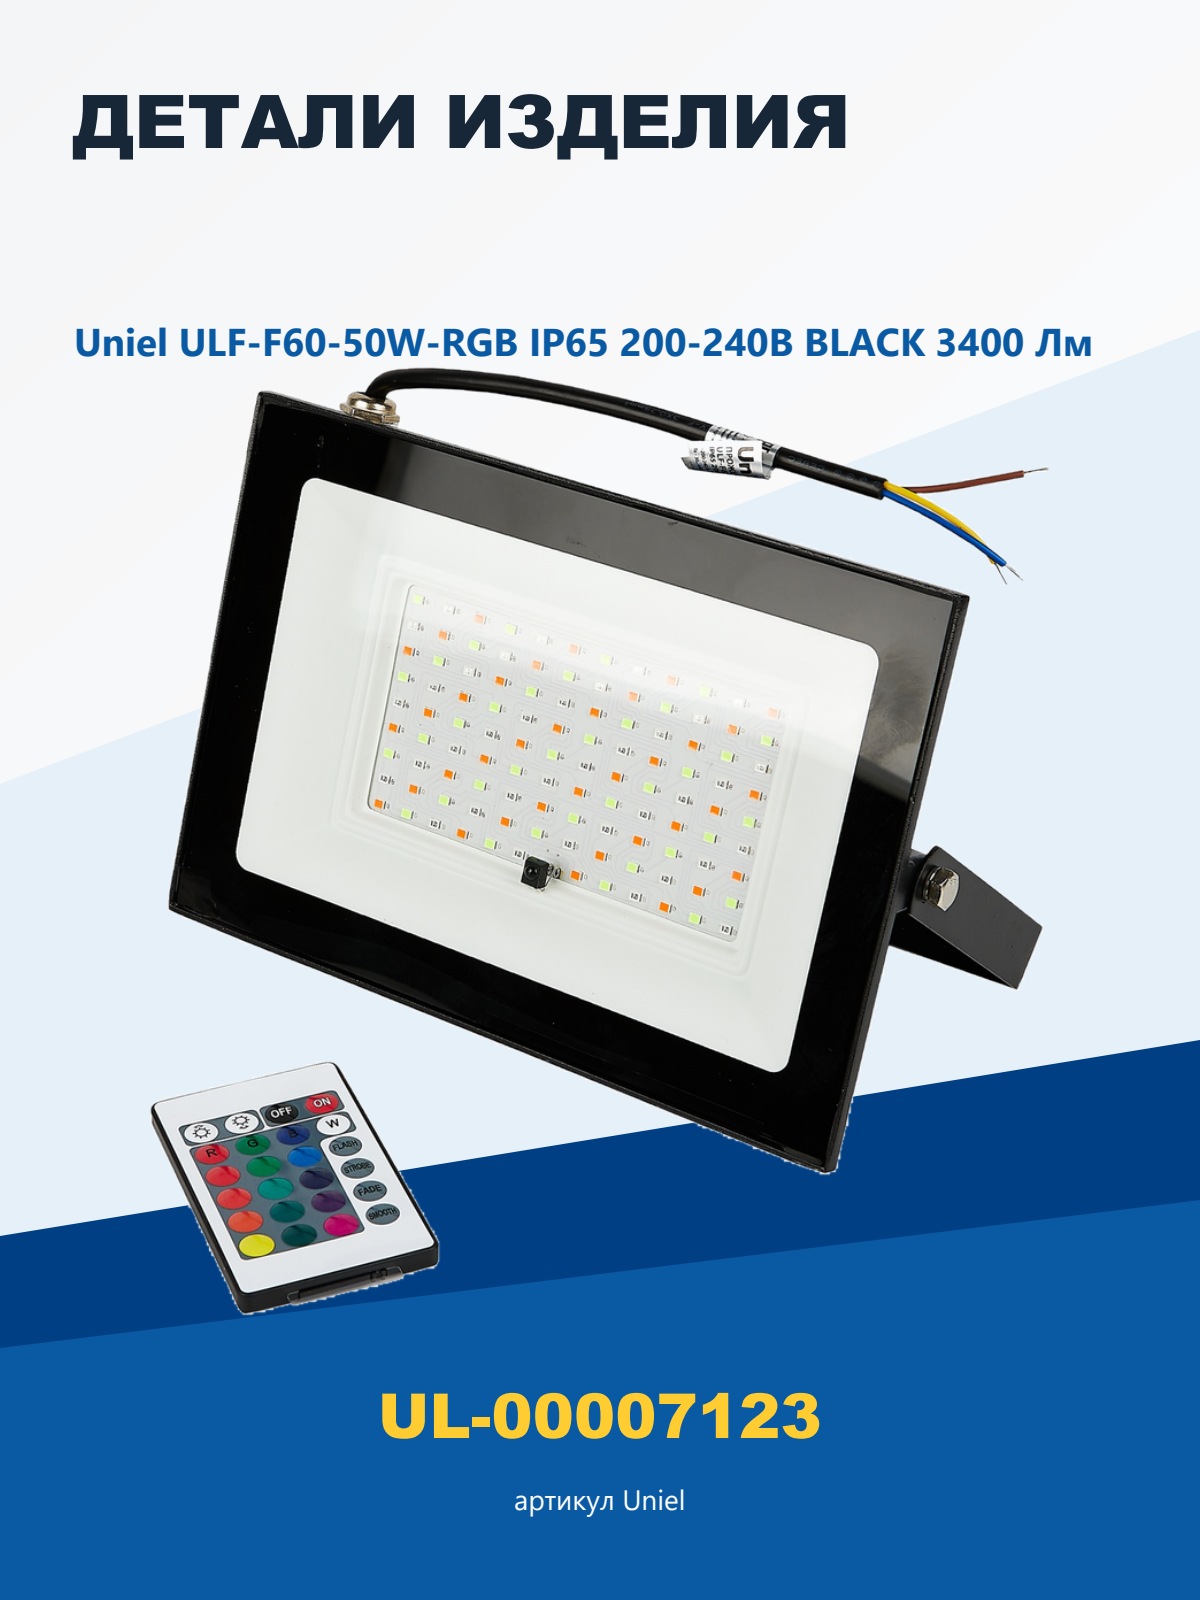 ДЕТАЛИ ИЗДЕЛИЯ
Uniel ULF-F60-50W-RGB IP65 200-240В BLACK 3400 Лм
OFF ON
R G B W
FLASH
STROBE
FADE
SMOOTH
UL-00007123
артикул Uniel